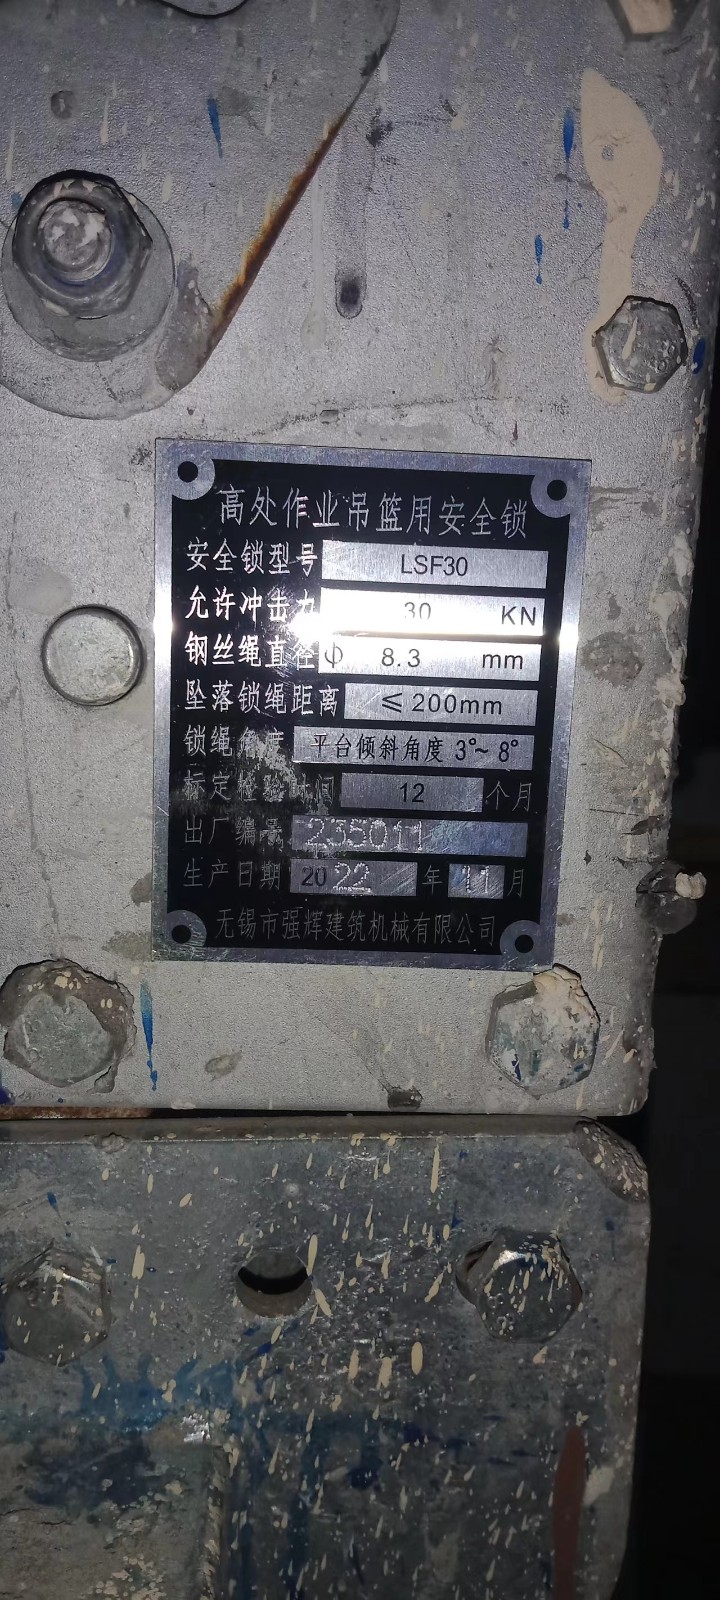 高处作业吊篮用安全锁
安全锁型号 LSF30
允许冲击力 30 KN
钢丝绳直径 ф 8.3 mm
坠落锁绳距离 ≤200mm
锁绳角度 平台倾斜角度 3°~ 8°
标定检验时间 12 个月
出厂编号 235011
生产日期 2022 年 11 月
无锡市强辉建筑机械有限公司